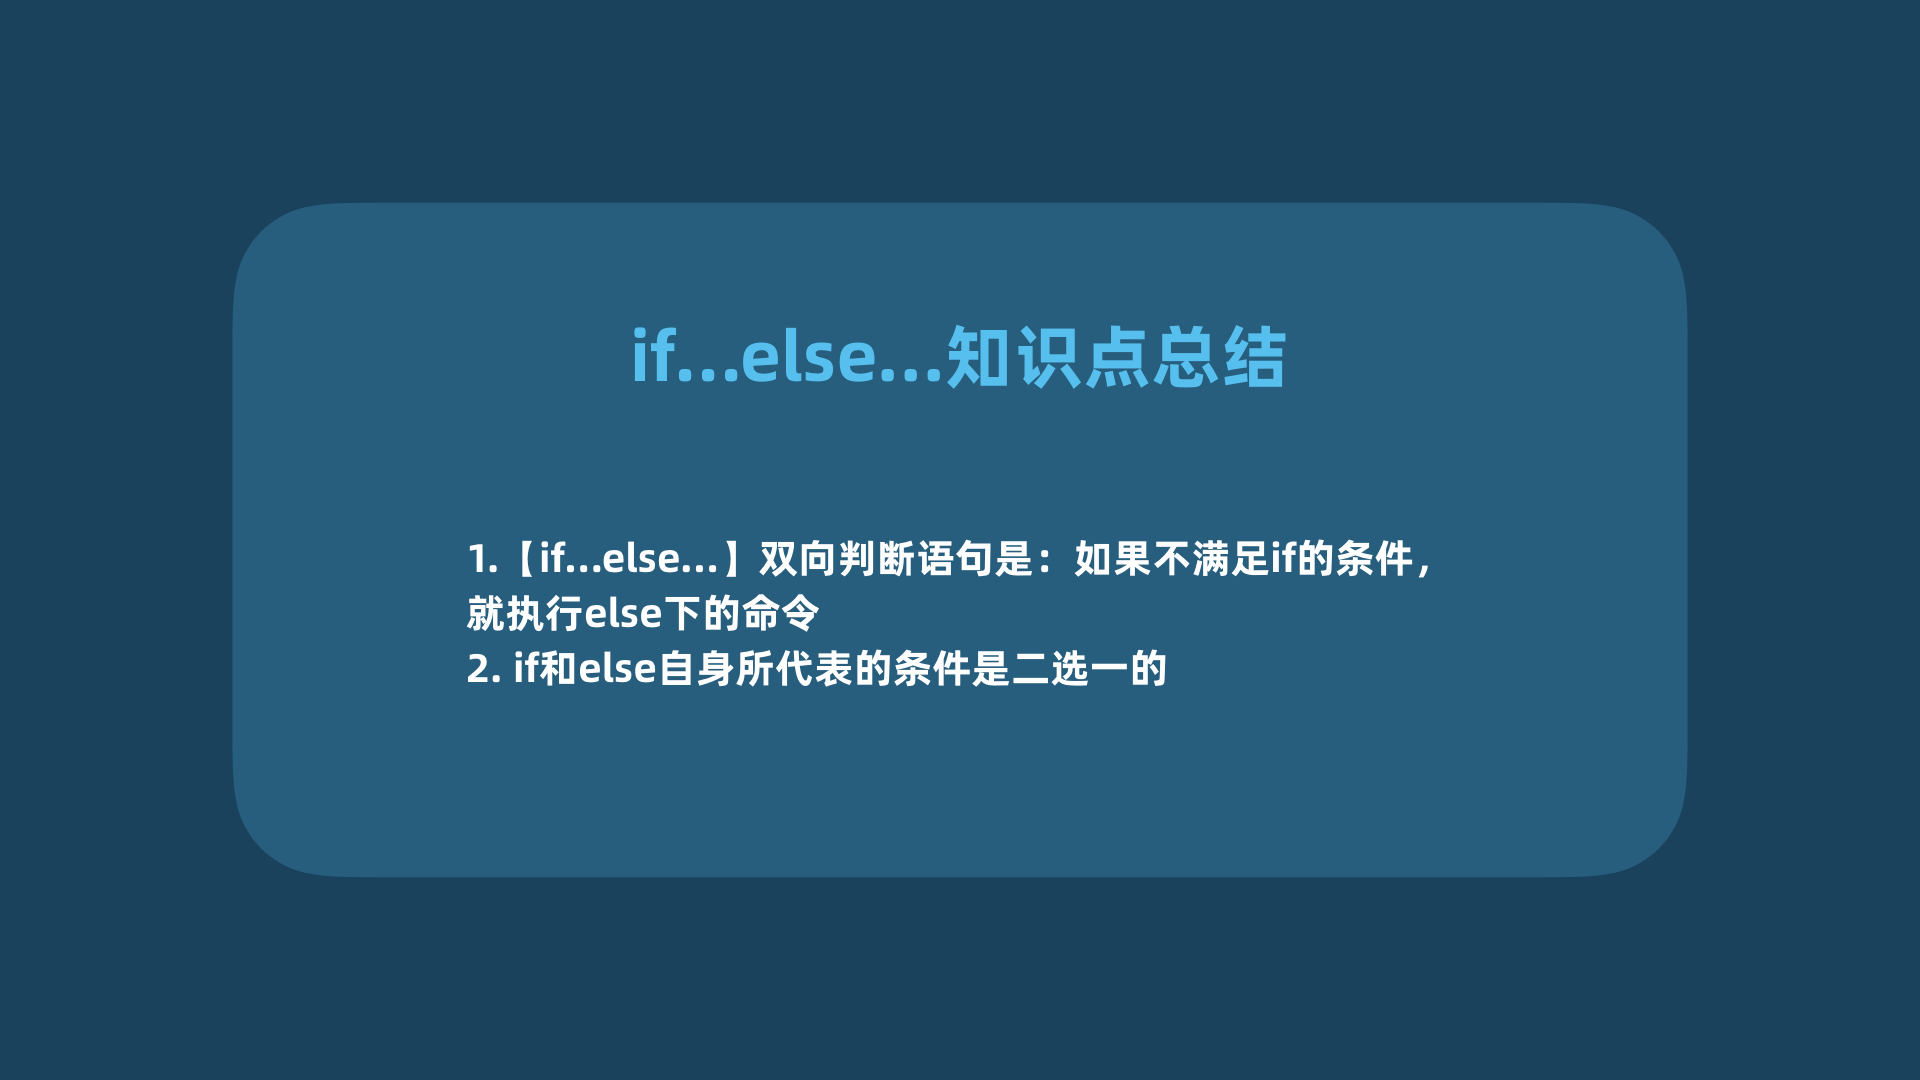 if...else...知识点总结
1.【if...else...】双向判断语句是：如果不满足if的条件，
就执行else下的命令
2. if和else自身所代表的条件是二选一的